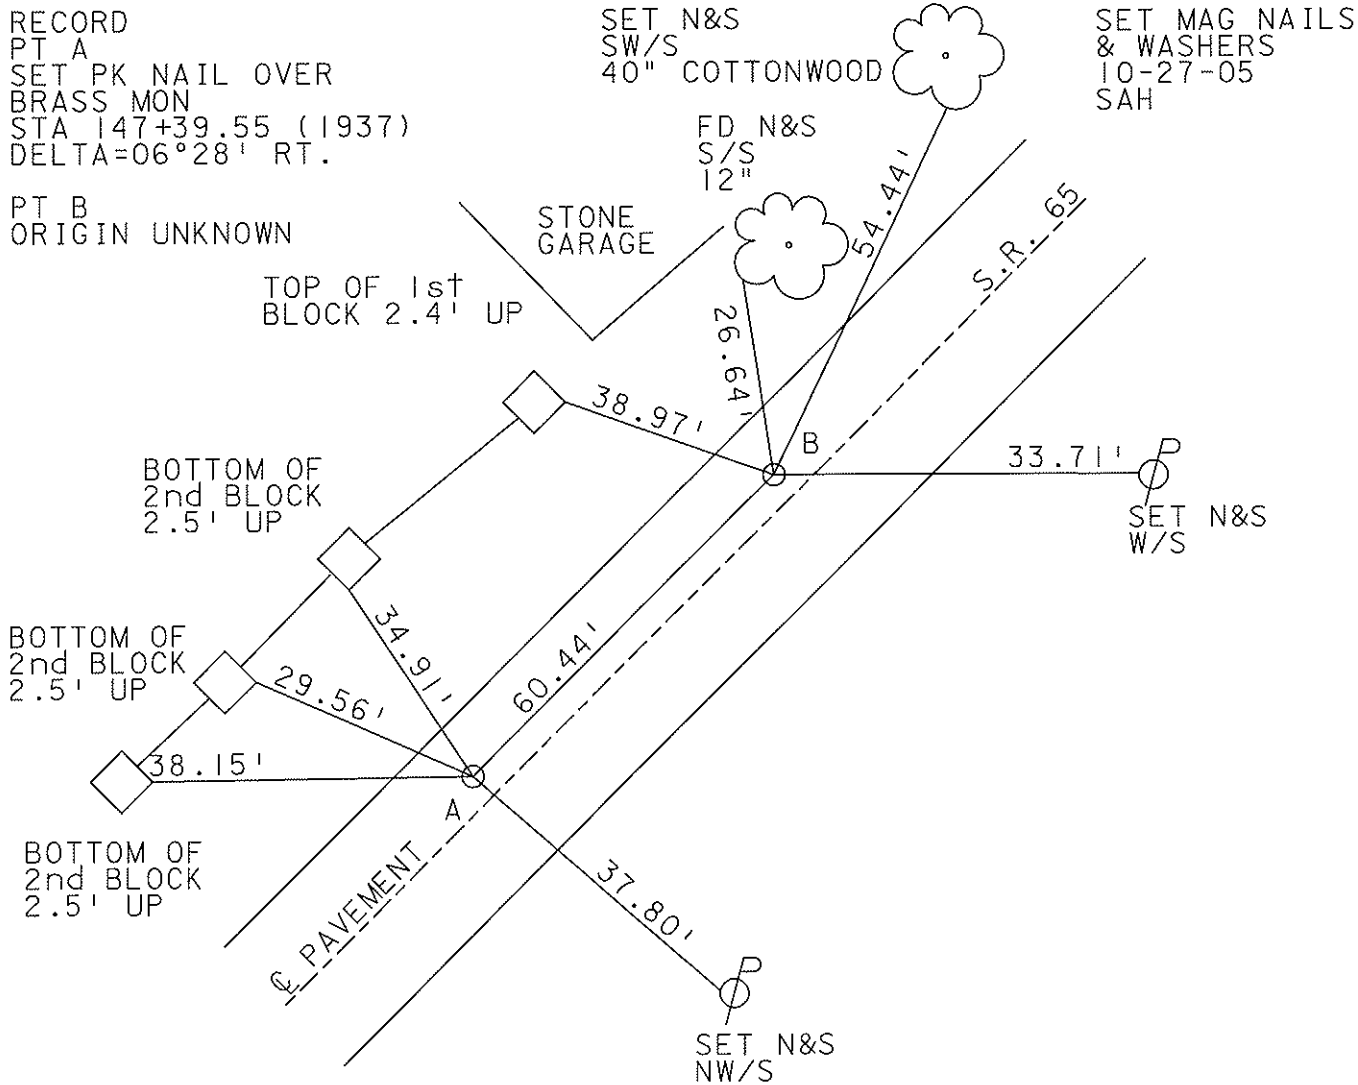 RECORD
PT A
SET PK NAIL OVER
BRASS MON
STA 147+39.55 (1937)
DELTA=06°28' RT.
PT B
ORIGIN UNKNOWN
SET N&S
SW/S
40" COTTONWOOD
SET MAG NAILS
& WASHERS
10-27-05
SAH
FD N&S
S/S
12"
STONE
GARAGE
TOP OF 1st
BLOCK 2.4' UP
54.44'
S.R. 65
26.64'
38.97'
B
33.71'
SET N&S
W/S
BOTTOM OF
2nd BLOCK
2.5' UP
34.91'
60.44'
BOTTOM OF
2nd BLOCK
2.5' UP
29.56'
38.15'
A
BOTTOM OF
2nd BLOCK
2.5' UP
℄ PAVEMENT
37.80'
SET N&S
NW/S